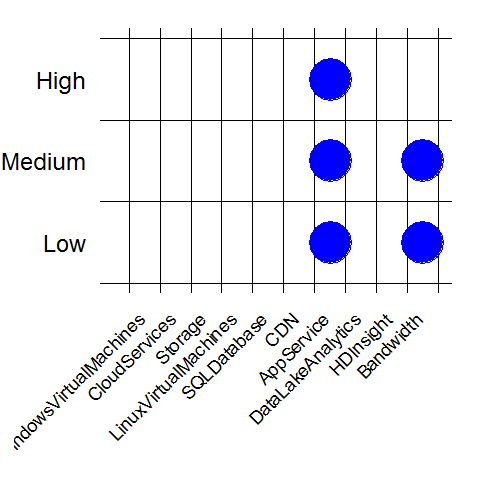 High
Medium
Low
ndowsVirtualMachines
CloudServices
Storage
LinuxVirtualMachines
SQLDatabase
CDN
AppService
DataLakeAnalytics
HDInsight
Bandwidth